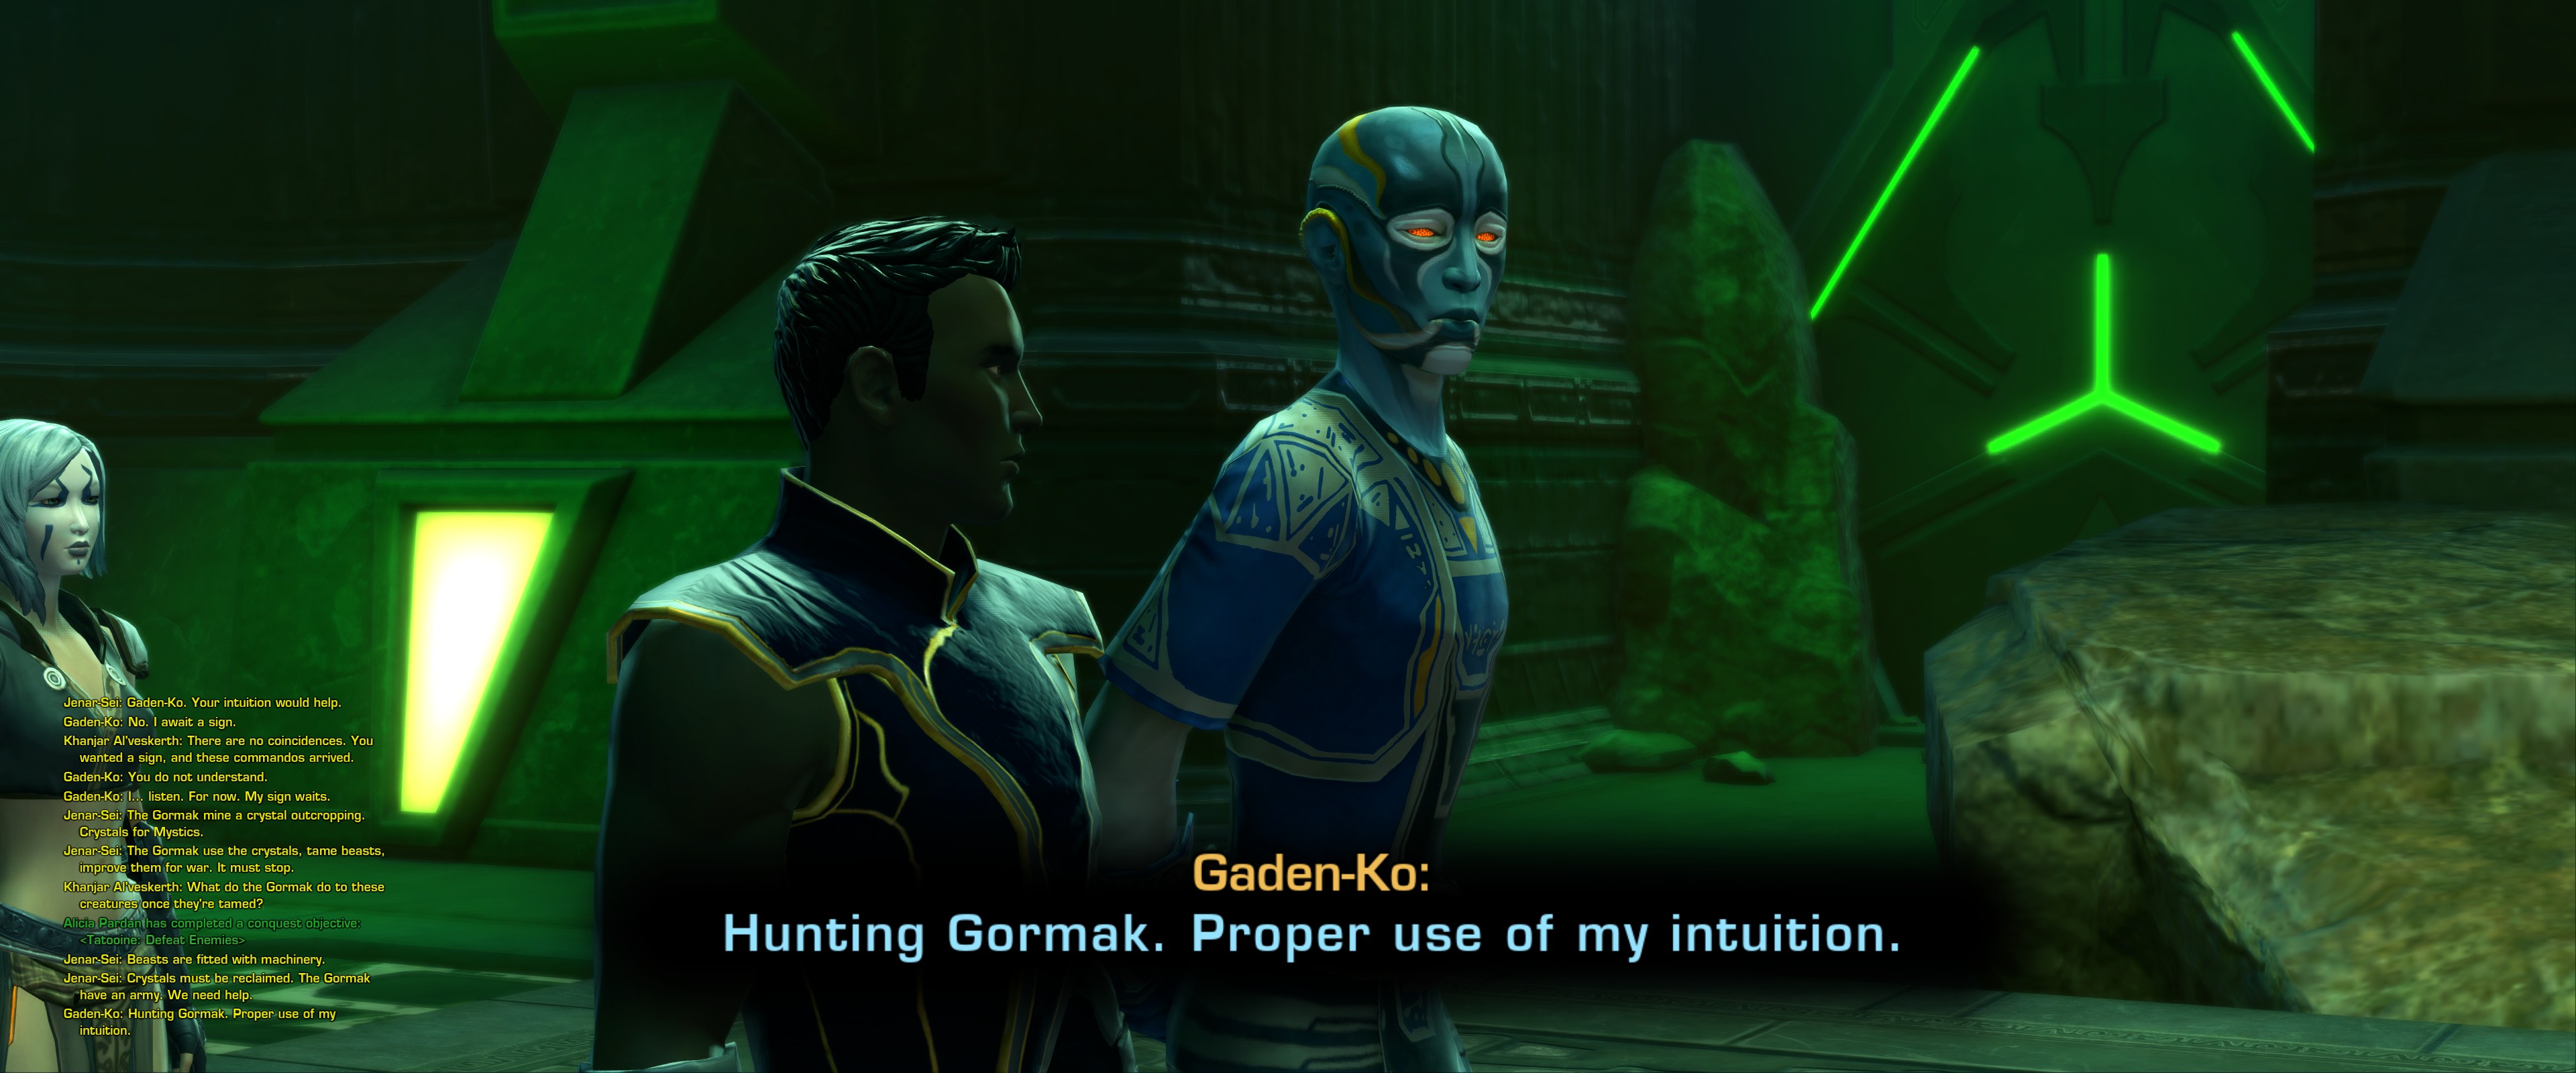 Jenar-Sei: Gaden-Ko. Your intuition would help.
Gaden-Ko: No. I await a sign.
Khanjar Al'veskerth: There are no coincidences. You
wanted a sign, and these commandos arrived.
Gaden-Ko: You do not understand.
Gaden-Ko: I... listen. For now. My sign waits.
Jenar-Sei: The Gormak mine a crystal outcropping.
Crystals for Mystics.
Jenar-Sei: The Gormak use the crystals, tame beasts,
improve them for war. It must stop.
Khanjar Al'veskerth: What do the Gormak do to these
creatures once they're tamed?
Alicia Pardan has completed a conquest objective:
<Tatooine: Defeat Enemies>
Jenar-Sei: Beasts are fitted with machinery.
Jenar-Sei: Crystals must be reclaimed. The Gormak
have an army. We need help.
Gaden-Ko: Hunting Gormak. Proper use of my
intuition.
Gaden-Ko:
Hunting Gormak. Proper use of my intuition.